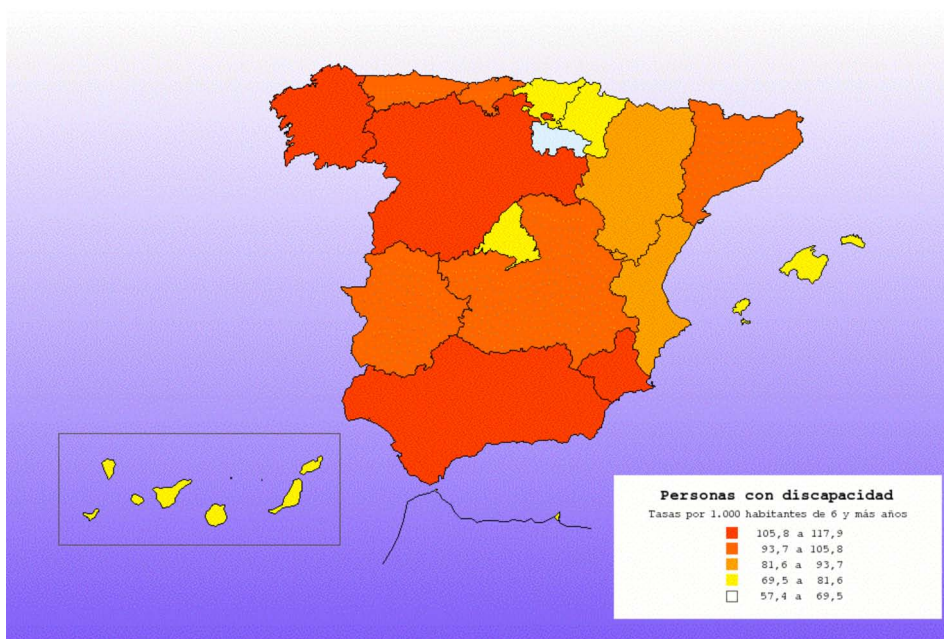 Personas con discapacidad
Tasas por 1.000 habitantes de 6 y más años
105,8 a 117,9
93,7 a 105,8
81,6 a 93,7
69,5 a 81,6
57,4 a 69,5